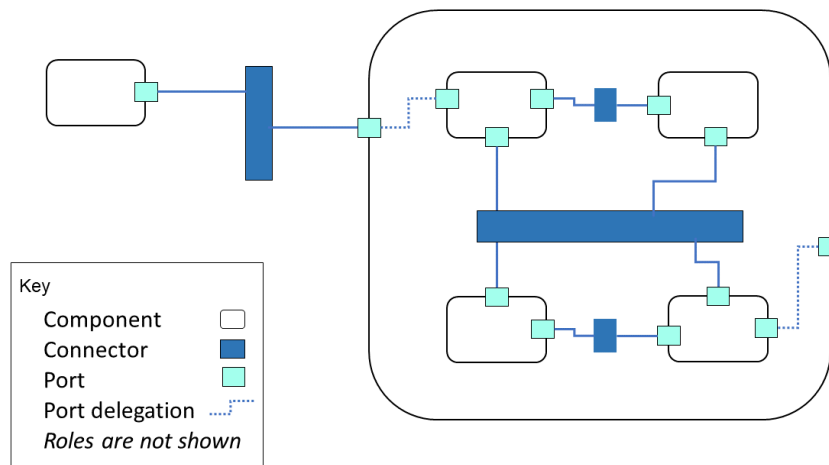 Key
Component
Connector
Port
Port delegation
Roles are not shown